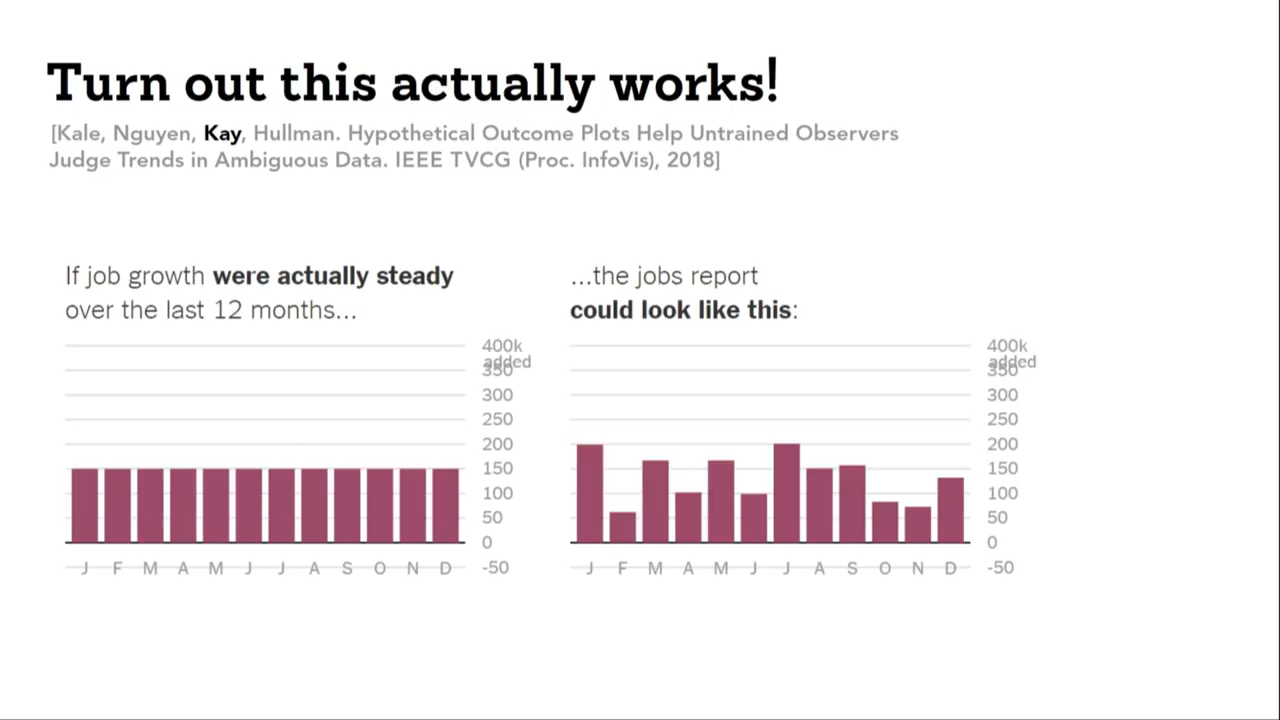 Turn out this actually works!
[Kale, Nguyen, Kay, Hullman. Hypothetical Outcome Plots Help Untrained Observers
Judge Trends in Ambiguous Data. IEEE TVCG (Proc. InfoVis), 2018]
If job growth were actually steady
over the last 12 months...
400k
added
350
300
250
200
150
100
50
0
-50
J F M A M J J A S O N D
...the jobs report
could look like this:
400k
added
350
300
250
200
150
100
50
0
-50
J F M A M J J A S O N D